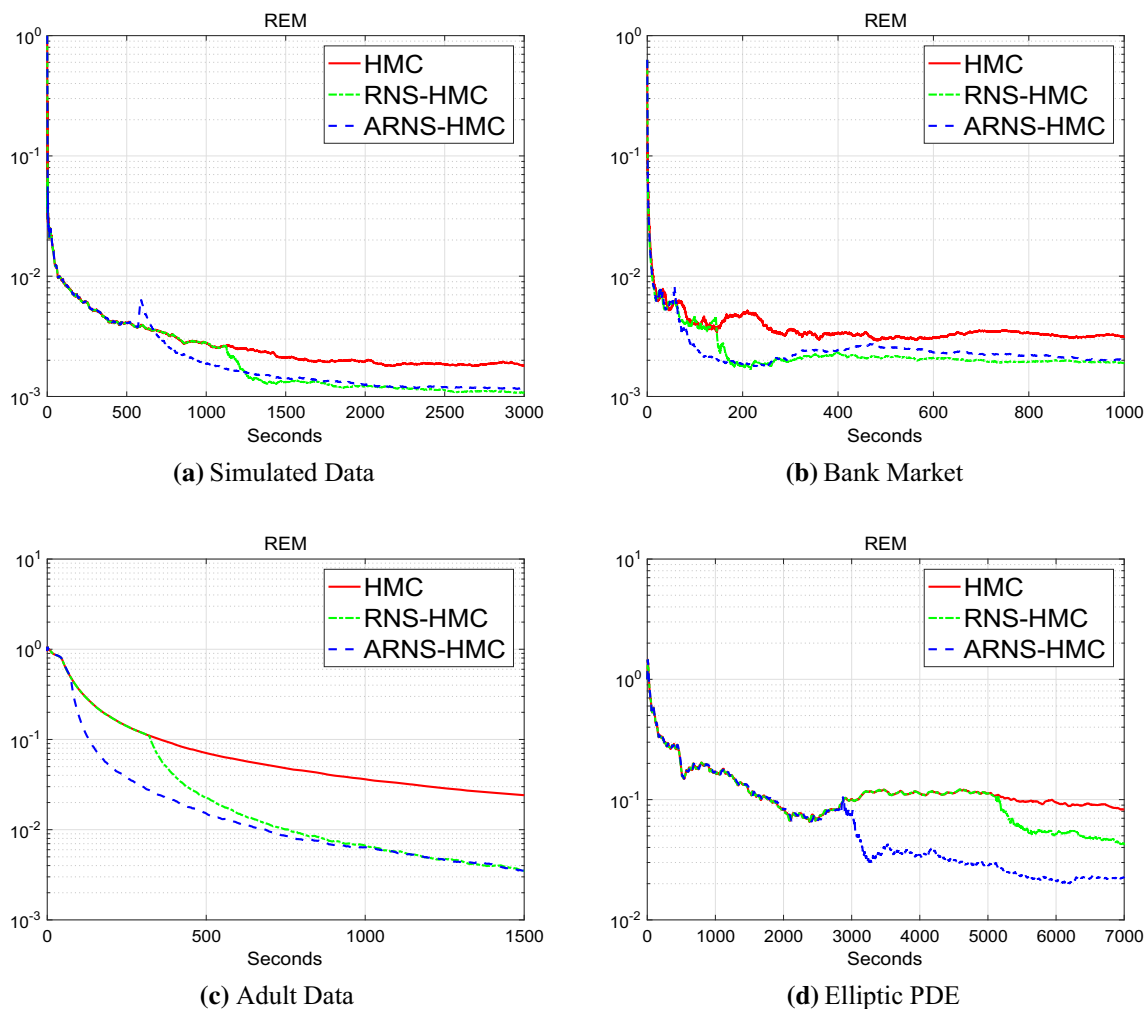 REM
10^0
10^-1
10^-2
10^-3
HMC
RNS-HMC
ARNS-HMC
0 500 1000 1500 2000 2500 3000
Seconds
(a) Simulated Data
REM
10^0
10^-1
10^-2
10^-3
HMC
RNS-HMC
ARNS-HMC
0 200 400 600 800 1000
Seconds
(b) Bank Market
REM
10^1
10^0
10^-1
10^-2
10^-3
HMC
RNS-HMC
ARNS-HMC
0 500 1000 1500
Seconds
(c) Adult Data
REM
10^1
10^0
10^-1
10^-2
HMC
RNS-HMC
ARNS-HMC
0 1000 2000 3000 4000 5000 6000 7000
Seconds
(d) Elliptic PDE